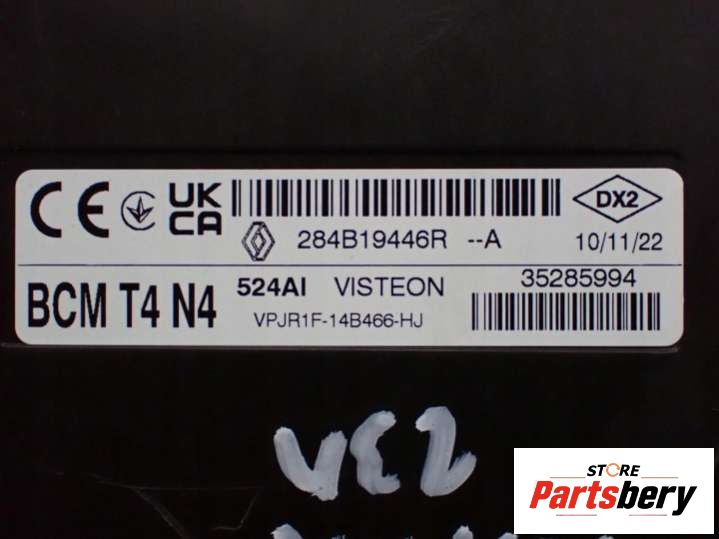 CE UK CA DX2
284B19446R --A 10/11/22
BCM T4 N4 524AI VISTEON 35285994
VPJR1F-14B466-HJ
VE2
STORE
Partsbery